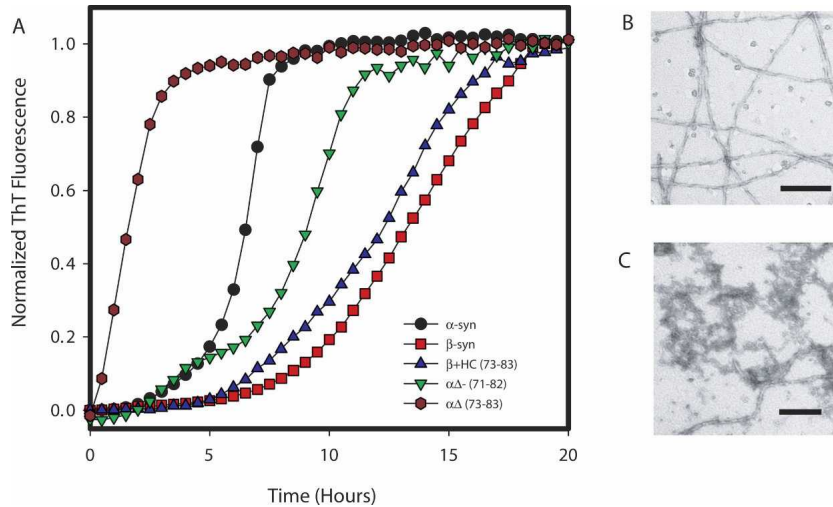 A
Normalized ThT Fluorescence
1.0
0.8
0.6
0.4
0.2
0.0
α-syn
β-syn
β+HC (73-83)
αΔ- (71-82)
αΔ (73-83)
0
5
10
15
20
Time (Hours)
B
C